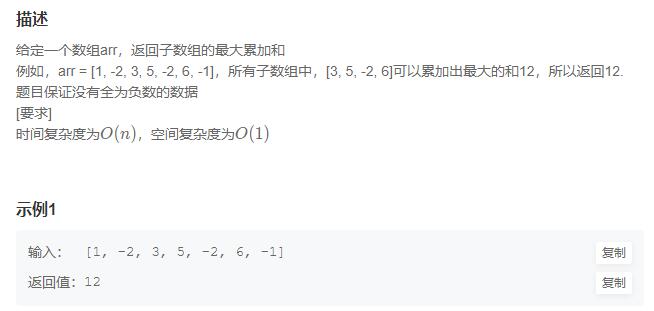 描述
给定一个数组arr，返回子数组的最大累加和
例如，arr = [1, -2, 3, 5, -2, 6, -1]，所有子数组中，[3, 5, -2, 6]可以累加出最大的和12，所以返回12.
题目保证没有全为负数的数据
[要求]
时间复杂度为O(n)，空间复杂度为O(1)
示例1
输入： [1, -2, 3, 5, -2, 6, -1] 复制
返回值：12 复制